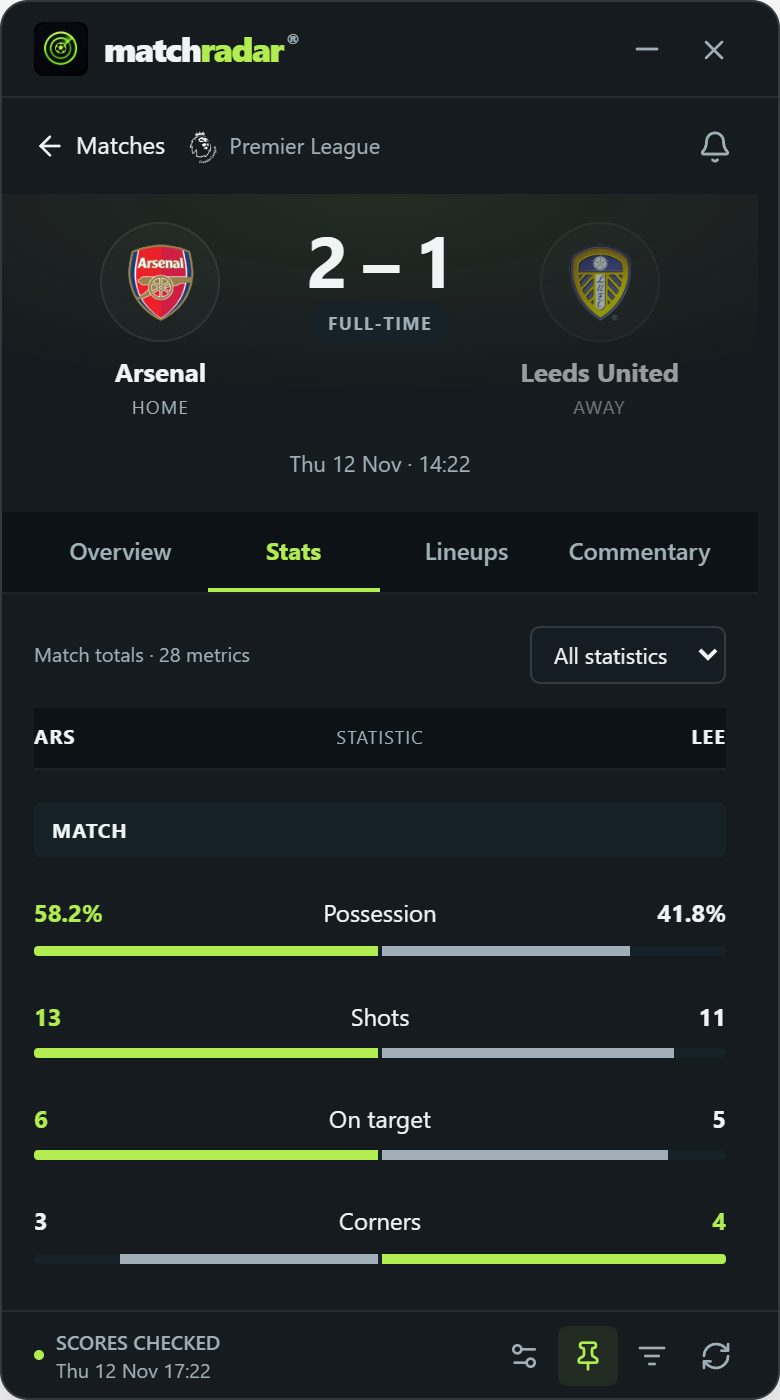 matchradar®
Matches Premier League
Arsenal
2 – 1
FULL-TIME
Arsenal
HOME
Leeds United
AWAY
Thu 12 Nov · 14:22
Overview Stats Lineups Commentary
Match totals · 28 metrics All statistics
ARS STATISTIC LEE
MATCH
58.2% Possession 41.8%
13 Shots 11
6 On target 5
3 Corners 4
SCORES CHECKED
Thu 12 Nov 17:22